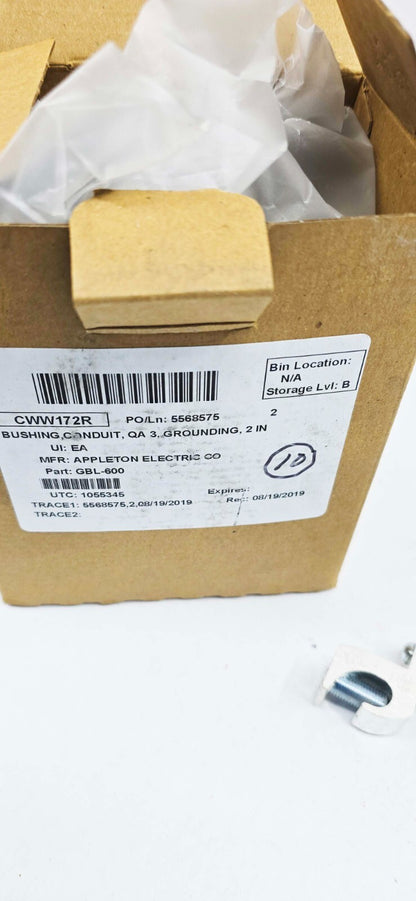 Bin Location:
N/A
Storage Lvl: B
CWW172R PO/Ln: 5568575 2
BUSHING,CONDUIT, QA 3, GROUNDING, 2 IN
UI: EA
MFR: APPLETON ELECTRIC CO
Part: GBL-600
10
UTC: 1055345
Expires:
Rec: 08/19/2019
TRACE1: 5568575,2,08/19/2019
TRACE2: